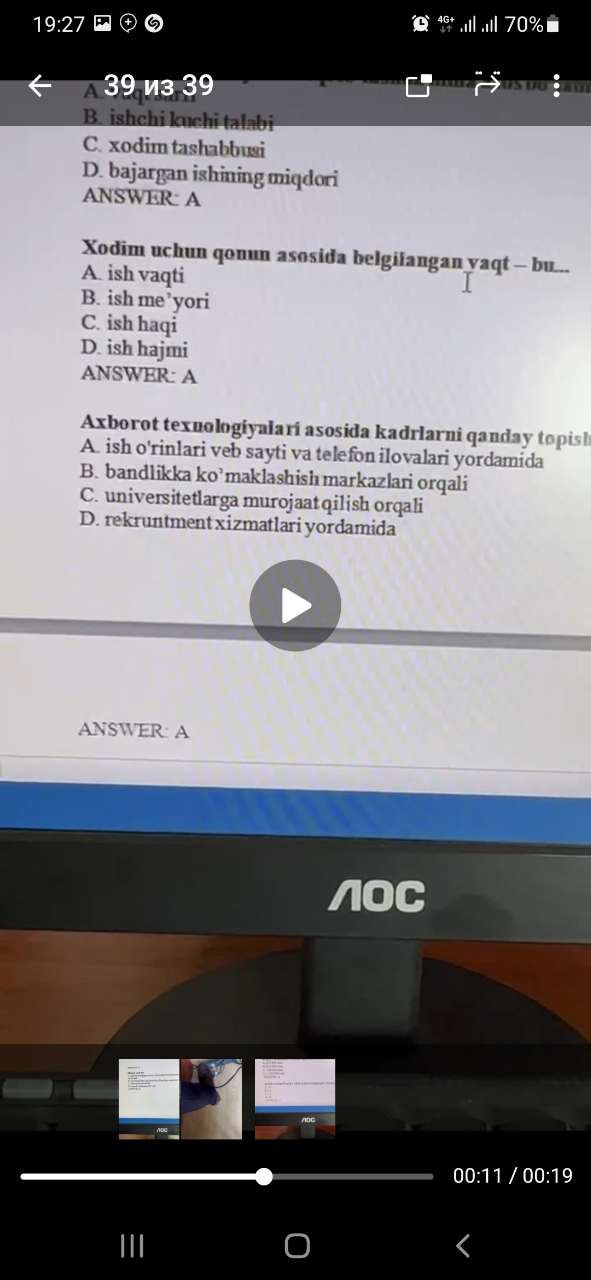 19:27
4G+
70%
39 из 39
A. vaqt sarfi
B. ishchi kuchi talabi
C. xodim tashabbusi
D. bajargan ishining miqdori
ANSWER: A
Xodim uchun qonun asosida belgilangan vaqt – bu...
A. ish vaqti
B. ish me’yori
C. ish haqi
D. ish hajmi
ANSWER: A
Axborot texnologiyalari asosida kadrlarni qanday topish
A. ish o'rinlari veb sayti va telefon ilovalari yordamida
B. bandlikka ko’maklashish markazlari orqali
C. universitetlarga murojaat qilish orqali
D. rekruntment xizmatlari yordamida
ANSWER: A
AOC
00:11 / 00:19